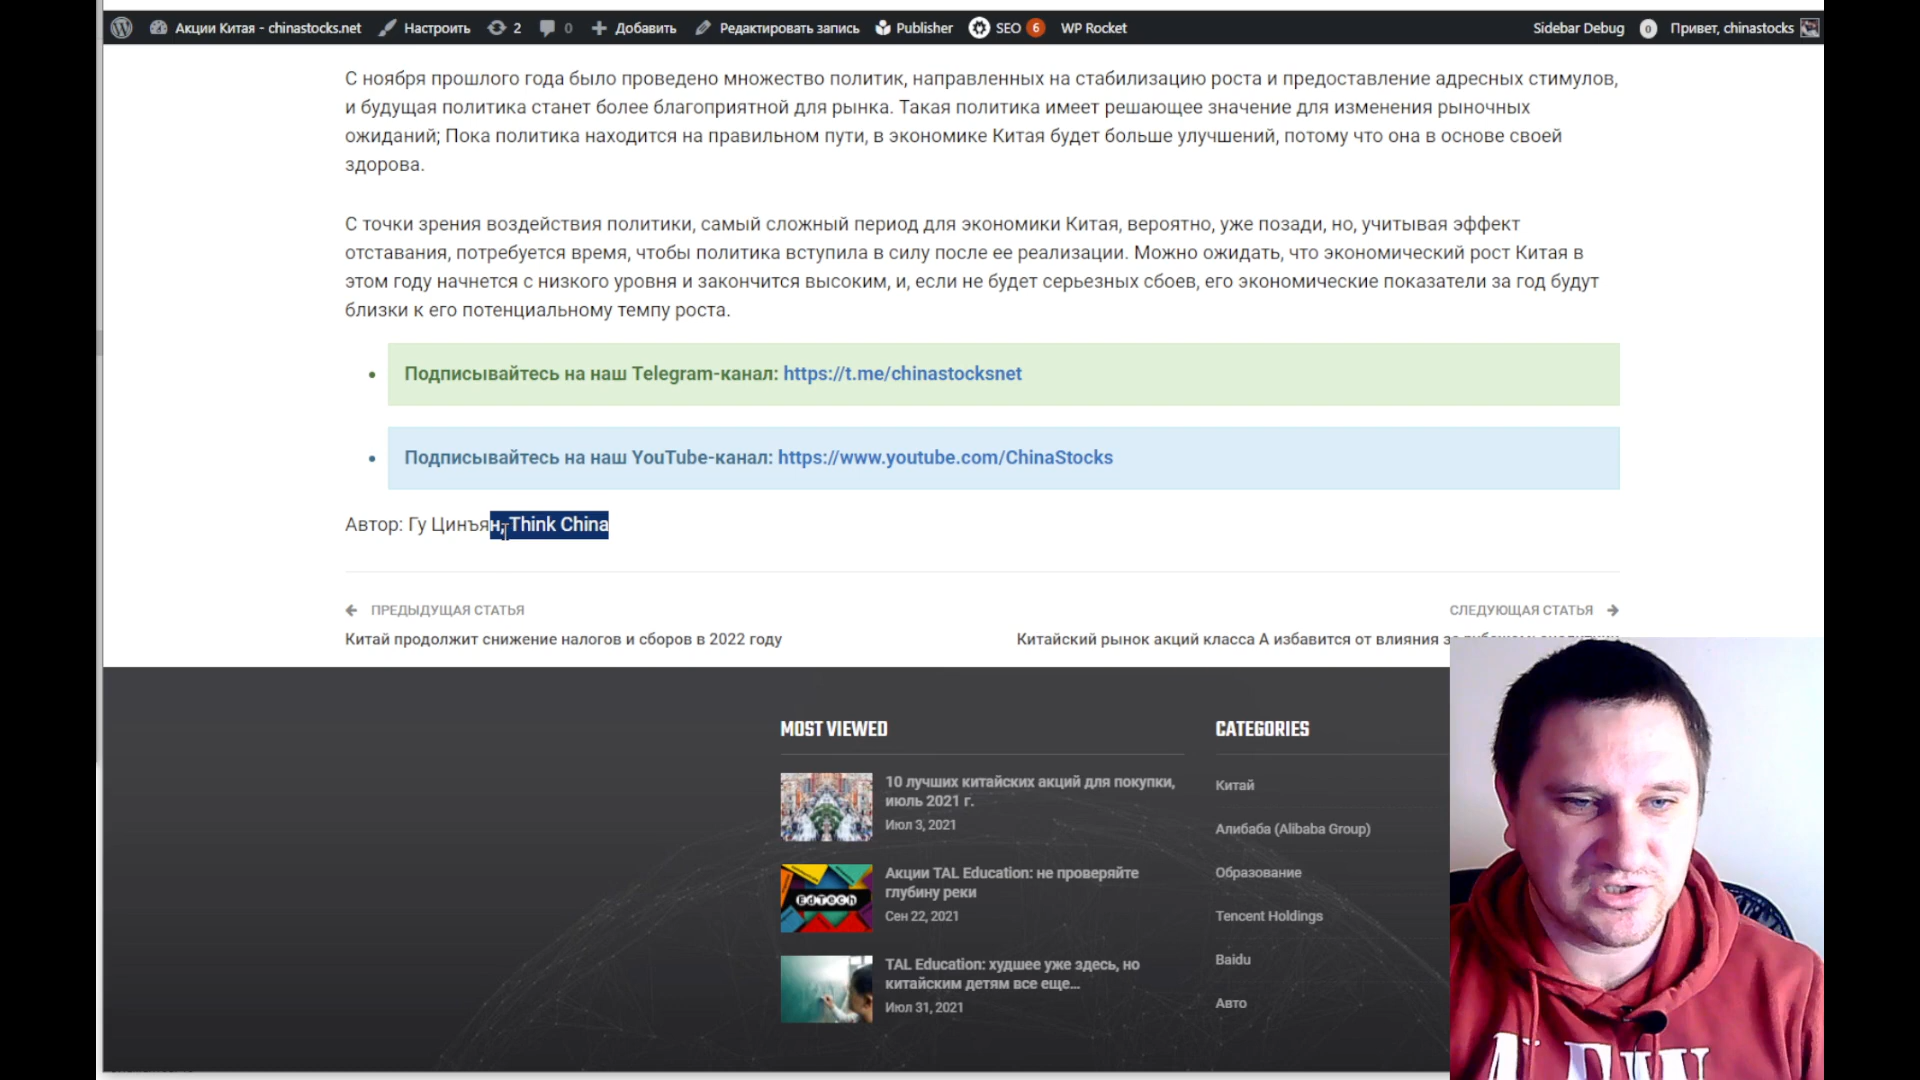 Акции Китая - chinastocks.net Настроить 2 0 Добавить Редактировать запись Publisher SEO 6 WP Rocket Sidebar Debug 0 Привет, chinastocks
С ноября прошлого года было проведено множество политик, направленных на стабилизацию роста и предоставление адресных стимулов,
и будущая политика станет более благоприятной для рынка. Такая политика имеет решающее значение для изменения рыночных
ожиданий; Пока политика находится на правильном пути, в экономике Китая будет больше улучшений, потому что она в основе своей
здорова.
С точки зрения воздействия политики, самый сложный период для экономики Китая, вероятно, уже позади, но, учитывая эффект
отставания, потребуется время, чтобы политика вступила в силу после ее реализации. Можно ожидать, что экономический рост Китая в
этом году начнется с низкого уровня и закончится высоким, и, если не будет серьезных сбоев, его экономические показатели за год будут
близки к его потенциальному темпу роста.
Подписывайтесь на наш Telegram-канал: https://t.me/chinastocksnet
Подписывайтесь на наш YouTube-канал: https://www.youtube.com/ChinaStocks
Автор: Гу Цинъян, Think China
ПРЕДЫДУЩАЯ СТАТЬЯ
Китай продолжит снижение налогов и сборов в 2022 году
СЛЕДУЮЩАЯ СТАТЬЯ
Китайский рынок акций класса А избавится от влияния
MOST VIEWED
10 лучших китайских акций для покупки,
июль 2021 г.
Июл 3, 2021
EdTech
Акции TAL Education: не проверяйте
глубину реки
Сен 22, 2021
TAL Education: худшее уже здесь, но
китайским детям все еще...
Июл 31, 2021
CATEGORIES
Китай
Алибаба (Alibaba Group)
Образование
Tencent Holdings
Baidu
Авто